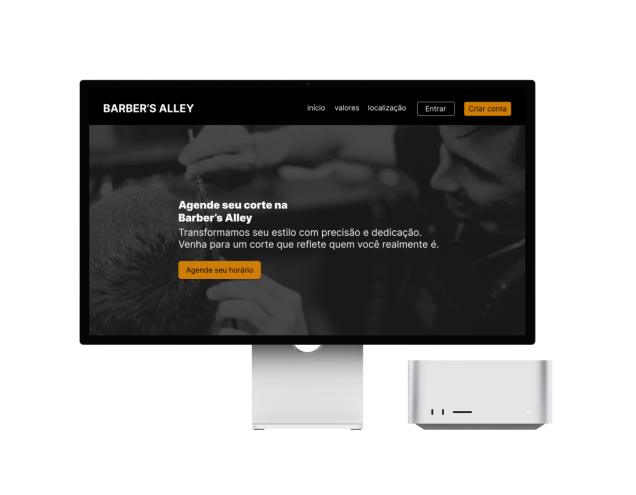 BARBER'S ALLEY
início valores localização Entrar Criar conta
Agende seu corte na
Barber's Alley
Transformamos seu estilo com precisão e dedicação.
Venha para um corte que reflete quem você realmente é.
Agende seu horário